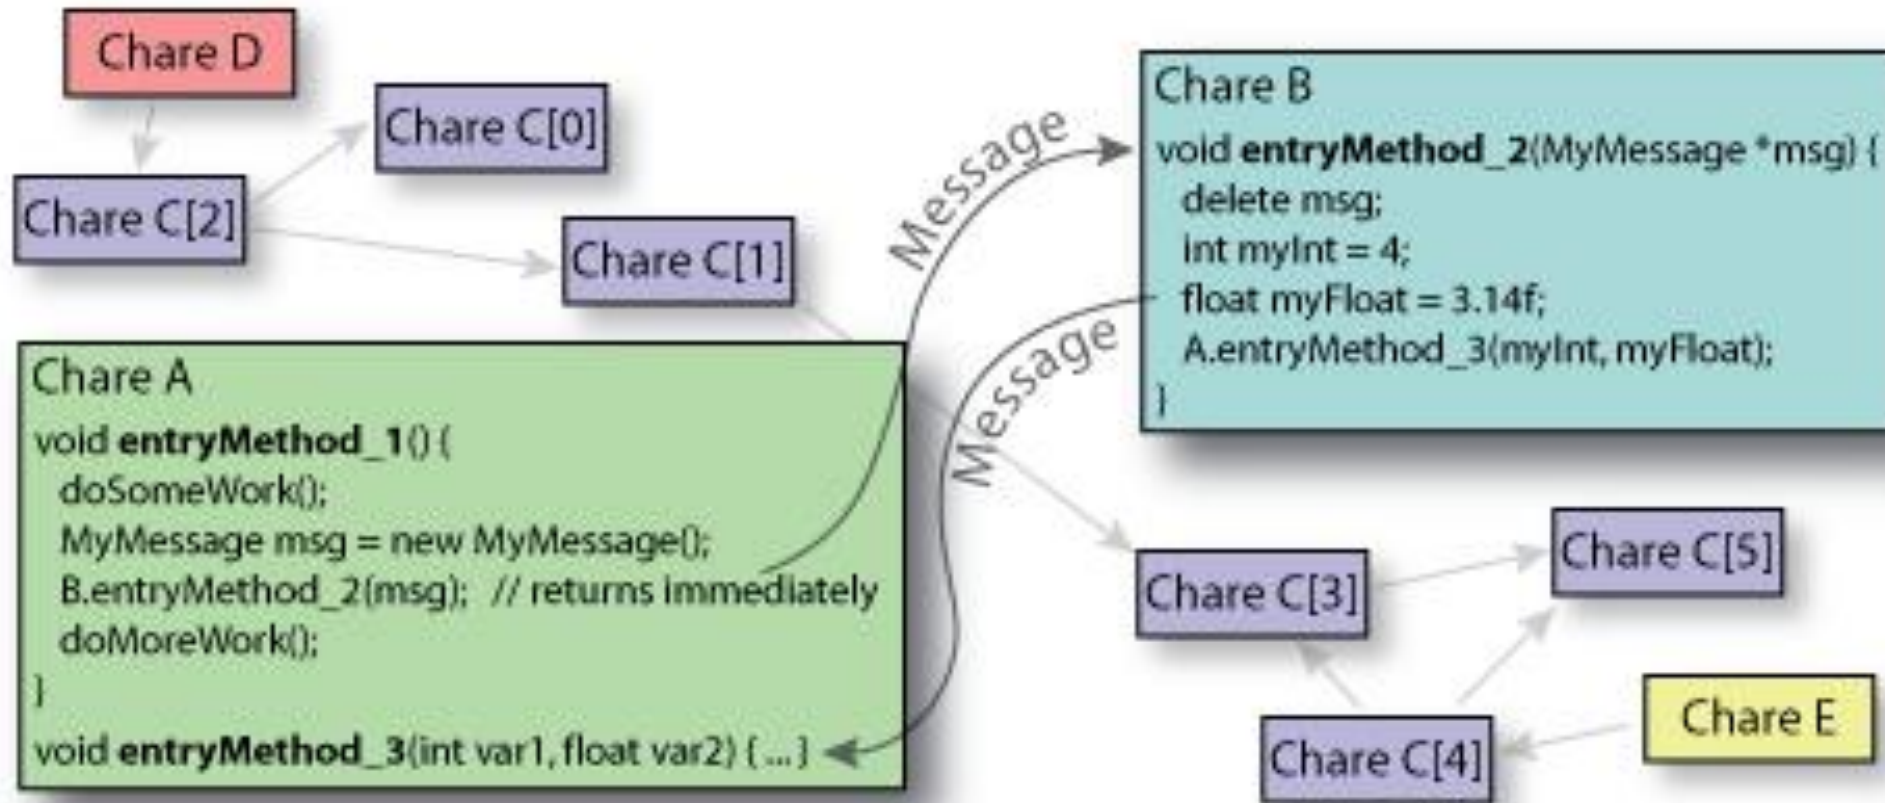 Chare D
Chare C[0]
Chare C[2]
Chare C[1]
Chare A
void entryMethod_1() {
doSomeWork();
MyMessage msg = new MyMessage();
B.entryMethod_2(msg); // returns immediately
doMoreWork();
}
void entryMethod_3(int var1, float var2) { ... }
Message
Message
Chare B
void entryMethod_2(MyMessage *msg) {
delete msg;
int myInt = 4;
float myFloat = 3.14f;
A.entryMethod_3(myInt, myFloat);
}
Chare C[3]
Chare C[5]
Chare C[4]
Chare E